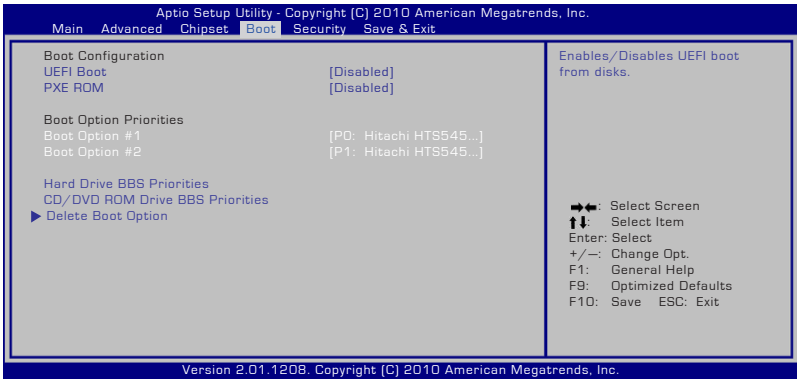 Aptio Setup Utility - Copyright (C) 2010 American Megatrends, Inc.
Main Advanced Chipset Boot Security Save & Exit
Boot Configuration
UEFI Boot [Disabled]
PXE ROM [Disabled]
Boot Option Priorities
Boot Option #1 [P0: Hitachi HTS545...]
Boot Option #2 [P1: Hitachi HTS545...]
Hard Drive BBS Priorities
CD/DVD ROM Drive BBS Priorities
Delete Boot Option
Enables/Disables UEFI boot
from disks.
→←: Select Screen
↑↓: Select Item
Enter: Select
+/—: Change Opt.
F1: General Help
F9: Optimized Defaults
F10: Save ESC: Exit
Version 2.01.1208. Copyright (C) 2010 American Megatrends, Inc.